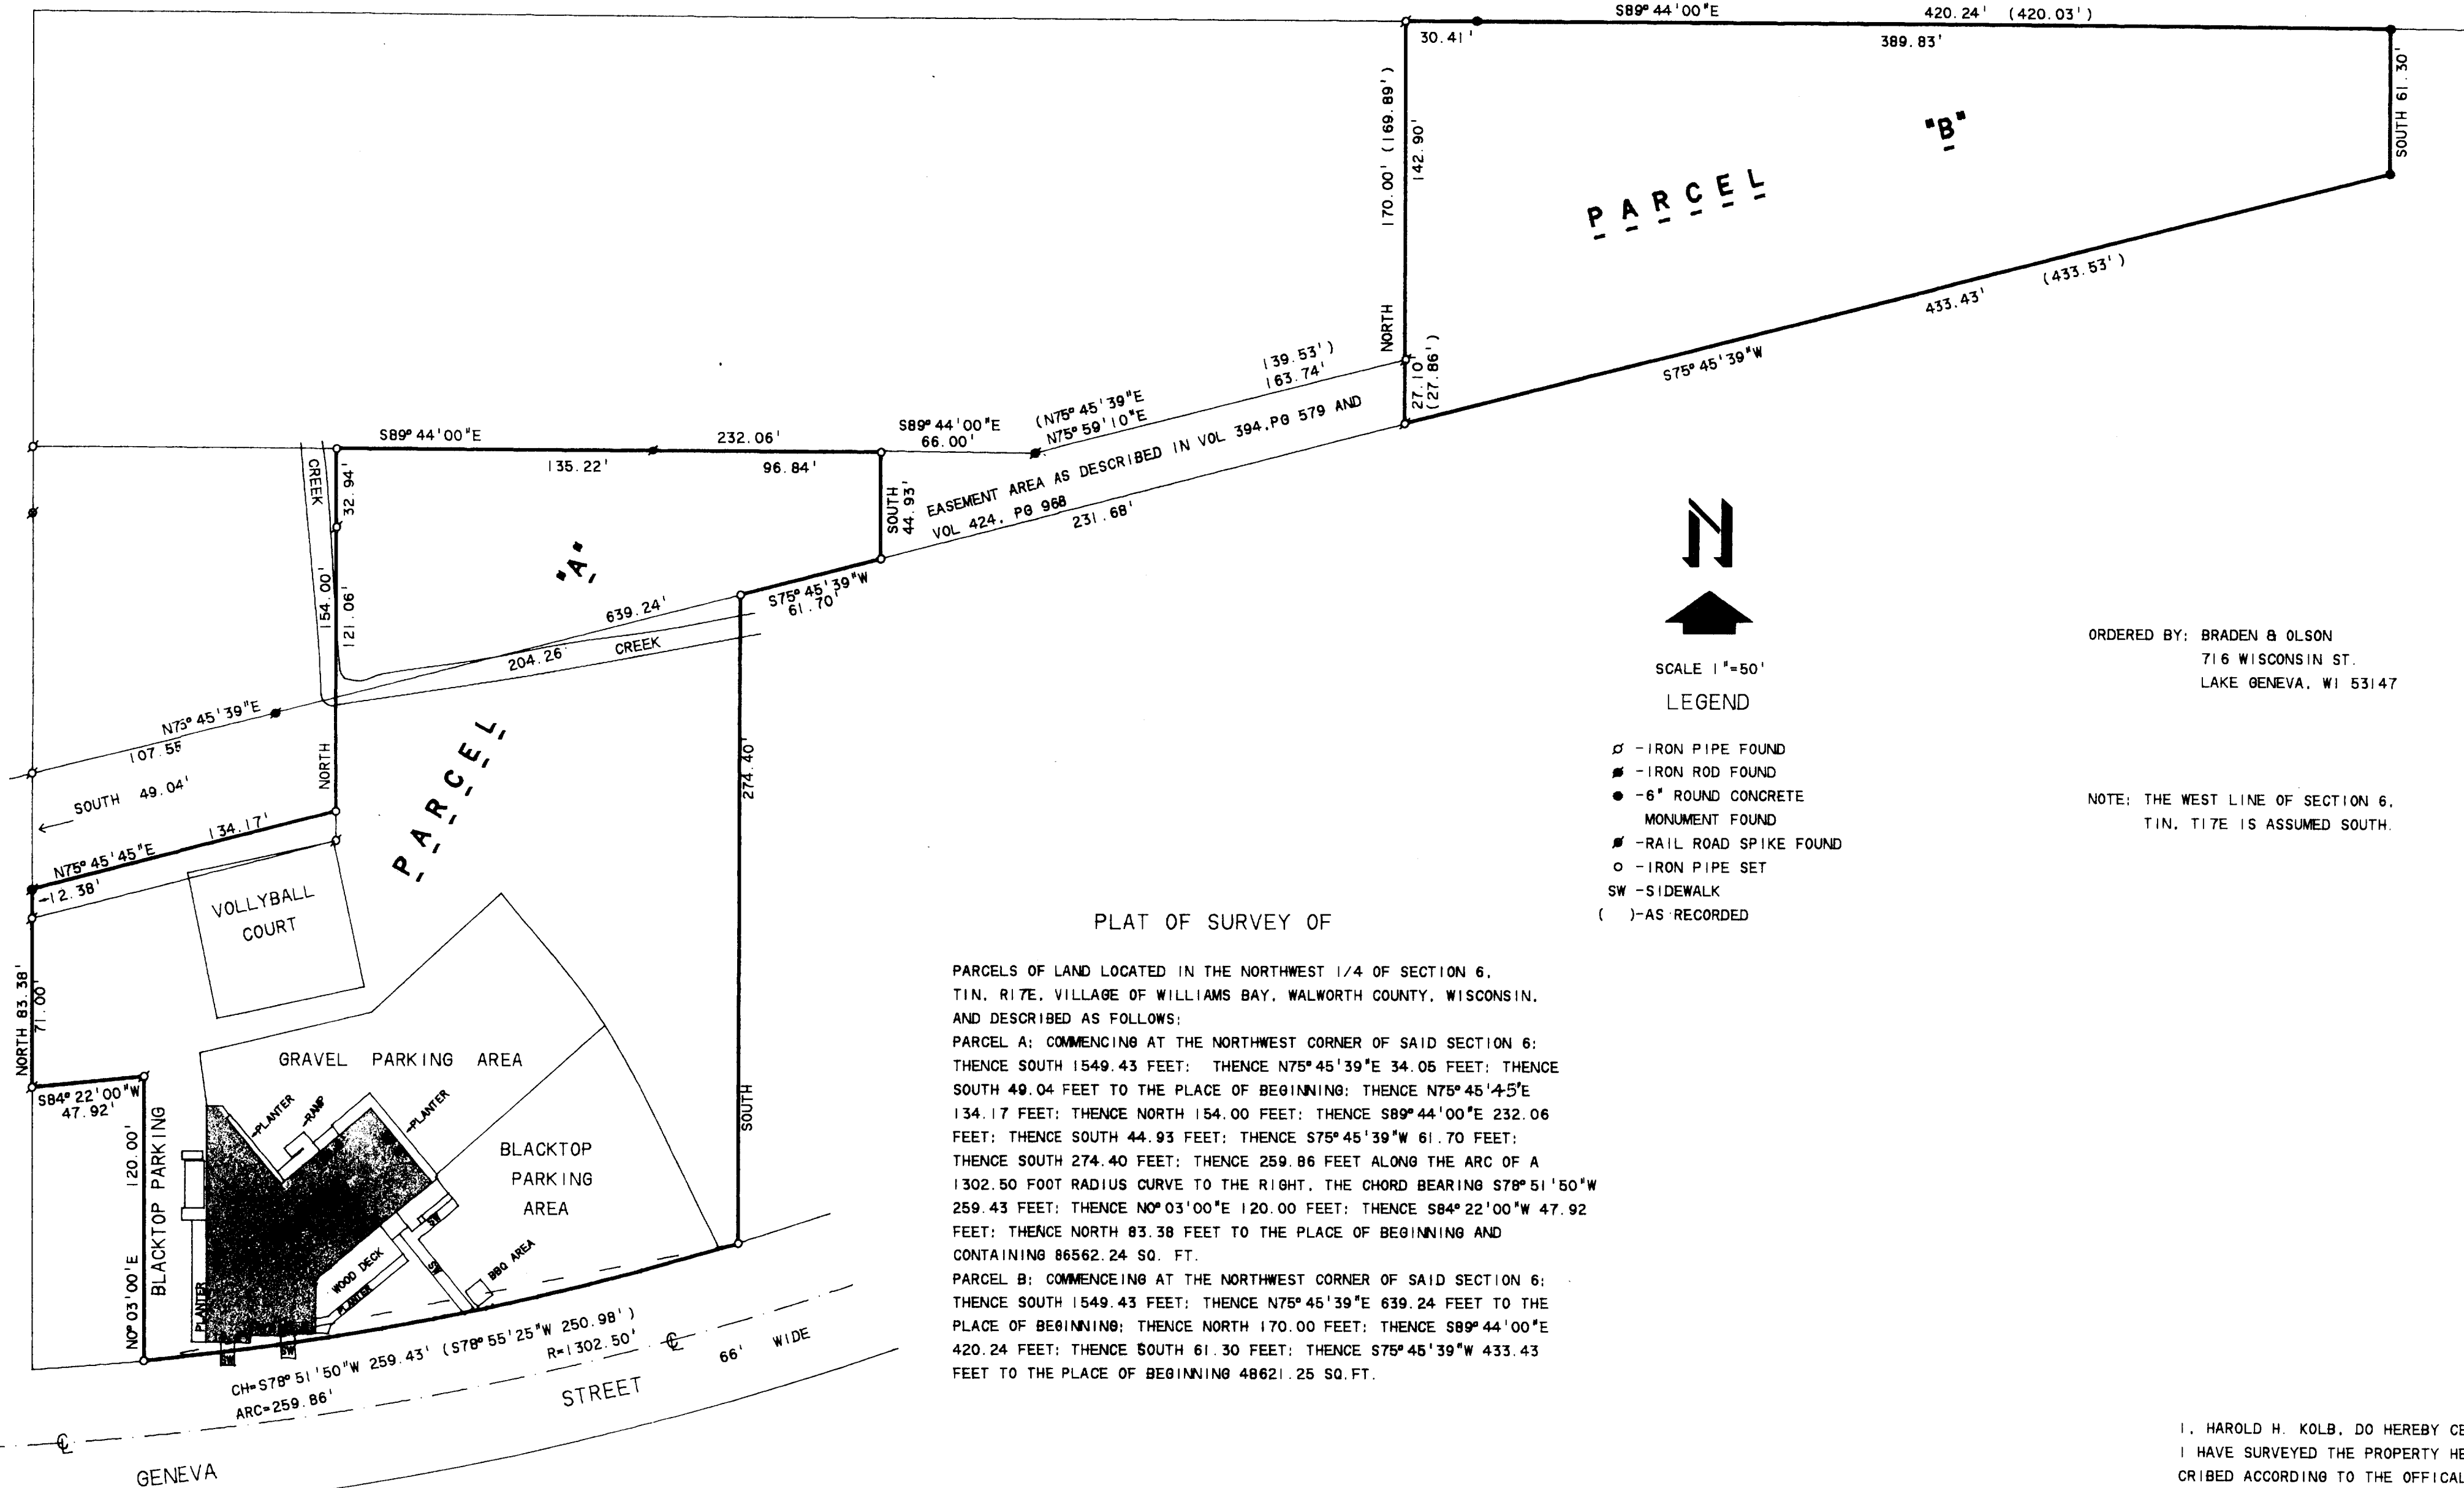 S89°44'00"E 420.24' (420.03')
30.41' 389.83'
SOUTH 61.30'
170.00' (169.89')
142.90'
NORTH
27.10'
(27.86')
"B"
PARCEL
(433.53')
433.43'
S75°45'39"W
139.53')
163.74'
(N75°45'39"E
N75°59'10"E
S89°44'00"E
66.00'
EASEMENT AREA AS DESCRIBED IN VOL 394,PG 579 AND
VOL 424, PG 968
231.68'
S89°44'00"E 232.06'
135.22' 96.84'
CREEK
32.94'
SOUTH
44.93'
154.00'
121.06'
"A"
639.24'
S75°45'39"W
61.70'
204.26'
CREEK
N75°45'39"E
107.55
SOUTH 49.04'
NORTH
PARCEL
274.40'
SOUTH
134.17'
N75°45'45"E
12.38'
VOLLYBALL
COURT
NORTH 83.38'
71.00'
GRAVEL PARKING AREA
S84°22'00"W
47.92'
120.00'
N0°03'00"E
BLACKTOP PARKING
PLANTER
RAMP
PLANTER
BLACKTOP
PARKING
AREA
SW
SW
BBQ AREA
WOOD DECK
PLANTER
PLANTER
SW
SW
CH=S78°51'50"W 259.43' (S78°55'25"W 250.98')
ARC=259.86'
R=1302.50'
66' WIDE
GENEVA
STREET
N
SCALE 1"=50'
LEGEND
-IRON PIPE FOUND
-IRON ROD FOUND
-6" ROUND CONCRETE
MONUMENT FOUND
-RAIL ROAD SPIKE FOUND
-IRON PIPE SET
SW -SIDEWALK
( )-AS RECORDED
ORDERED BY: BRADEN & OLSON
716 WISCONSIN ST.
LAKE GENEVA, WI 53147
NOTE: THE WEST LINE OF SECTION 6,
T1N, T17E IS ASSUMED SOUTH.
PLAT OF SURVEY OF
PARCELS OF LAND LOCATED IN THE NORTHWEST 1/4 OF SECTION 6,
T1N, R17E, VILLAGE OF WILLIAMS BAY, WALWORTH COUNTY, WISCONSIN,
AND DESCRIBED AS FOLLOWS:
PARCEL A: COMMENCING AT THE NORTHWEST CORNER OF SAID SECTION 6;
THENCE SOUTH 1549.43 FEET; THENCE N75°45'39"E 34.05 FEET; THENCE
SOUTH 49.04 FEET TO THE PLACE OF BEGINNING; THENCE N75°45'45"E
134.17 FEET; THENCE NORTH 154.00 FEET; THENCE S89°44'00"E 232.06
FEET; THENCE SOUTH 44.93 FEET; THENCE S75°45'39"W 61.70 FEET;
THENCE SOUTH 274.40 FEET; THENCE 259.86 FEET ALONG THE ARC OF A
1302.50 FOOT RADIUS CURVE TO THE RIGHT, THE CHORD BEARING S78°51'50"W
259.43 FEET; THENCE N0°03'00"E 120.00 FEET; THENCE S84°22'00"W 47.92
FEET; THENCE NORTH 83.38 FEET TO THE PLACE OF BEGINNING AND
CONTAINING 86562.24 SQ. FT.
PARCEL B: COMMENCEING AT THE NORTHWEST CORNER OF SAID SECTION 6;
THENCE SOUTH 1549.43 FEET; THENCE N75°45'39"E 639.24 FEET TO THE
PLACE OF BEGINNING; THENCE NORTH 170.00 FEET; THENCE S89°44'00"E
420.24 FEET; THENCE SOUTH 61.30 FEET; THENCE S75°45'39"W 433.43
FEET TO THE PLACE OF BEGINNING 48621.25 SQ.FT.
I, HAROLD H. KOLB, DO HEREBY CE
I HAVE SURVEYED THE PROPERTY HE
CRIBED ACCORDING TO THE OFFICAL